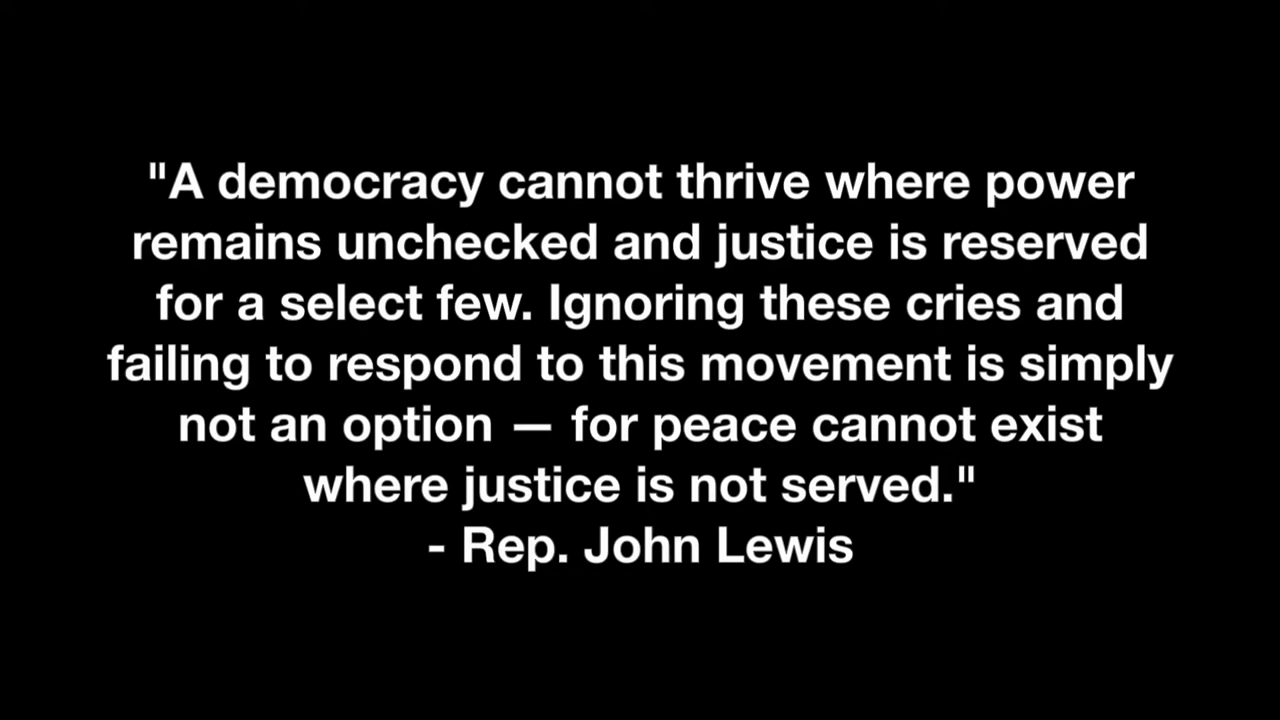 "A democracy cannot thrive where power
remains unchecked and justice is reserved
for a select few. Ignoring these cries and
failing to respond to this movement is simply
not an option — for peace cannot exist
where justice is not served."
- Rep. John Lewis